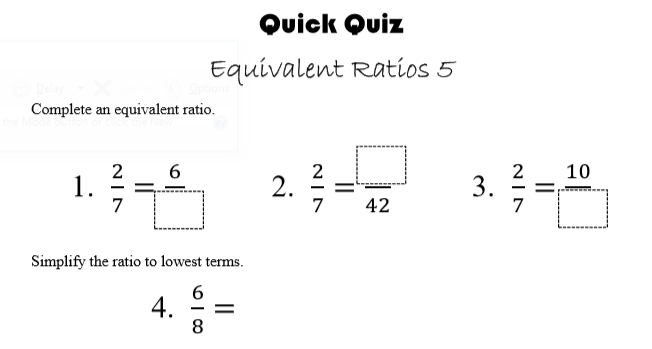 Quick Quiz
Equivalent Ratios 5
Complete an equivalent ratio.
1. 2/7 = 6/
2. 2/7 = /42
3. 2/7 = 10/
Simplify the ratio to lowest terms.
4. 6/8 =